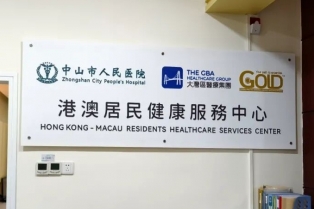 中山市人民医院
Zhongshan City People's Hospital
THE GBA
HEALTHCARE GROUP
大灣區醫療集團
GOLD
港澳居民健康服務中心
HONG KONG – MACAU RESIDENTS HEALTHCARE SERVICES CENTER